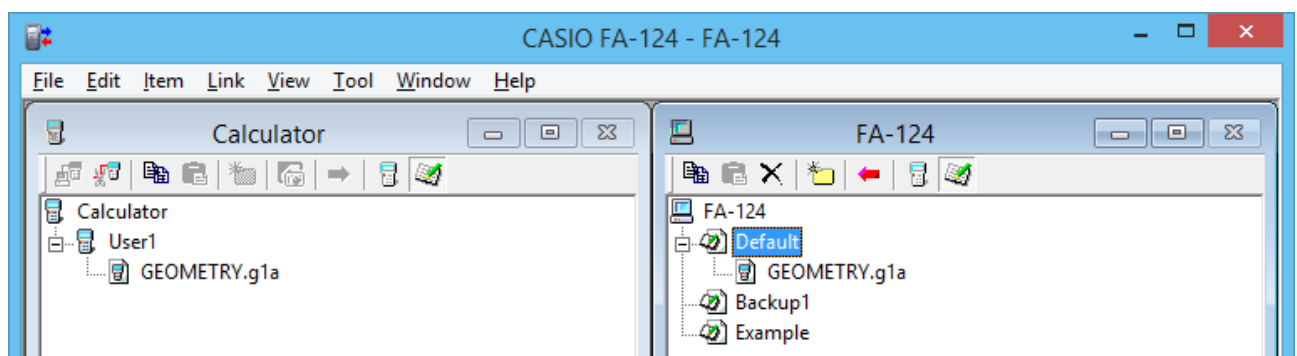 CASIO FA-124 - FA-124
File Edit Item Link View Tool Window Help
Calculator
Calculator
User1
GEOMETRY.g1a
FA-124
FA-124
Default
GEOMETRY.g1a
Backup1
Example